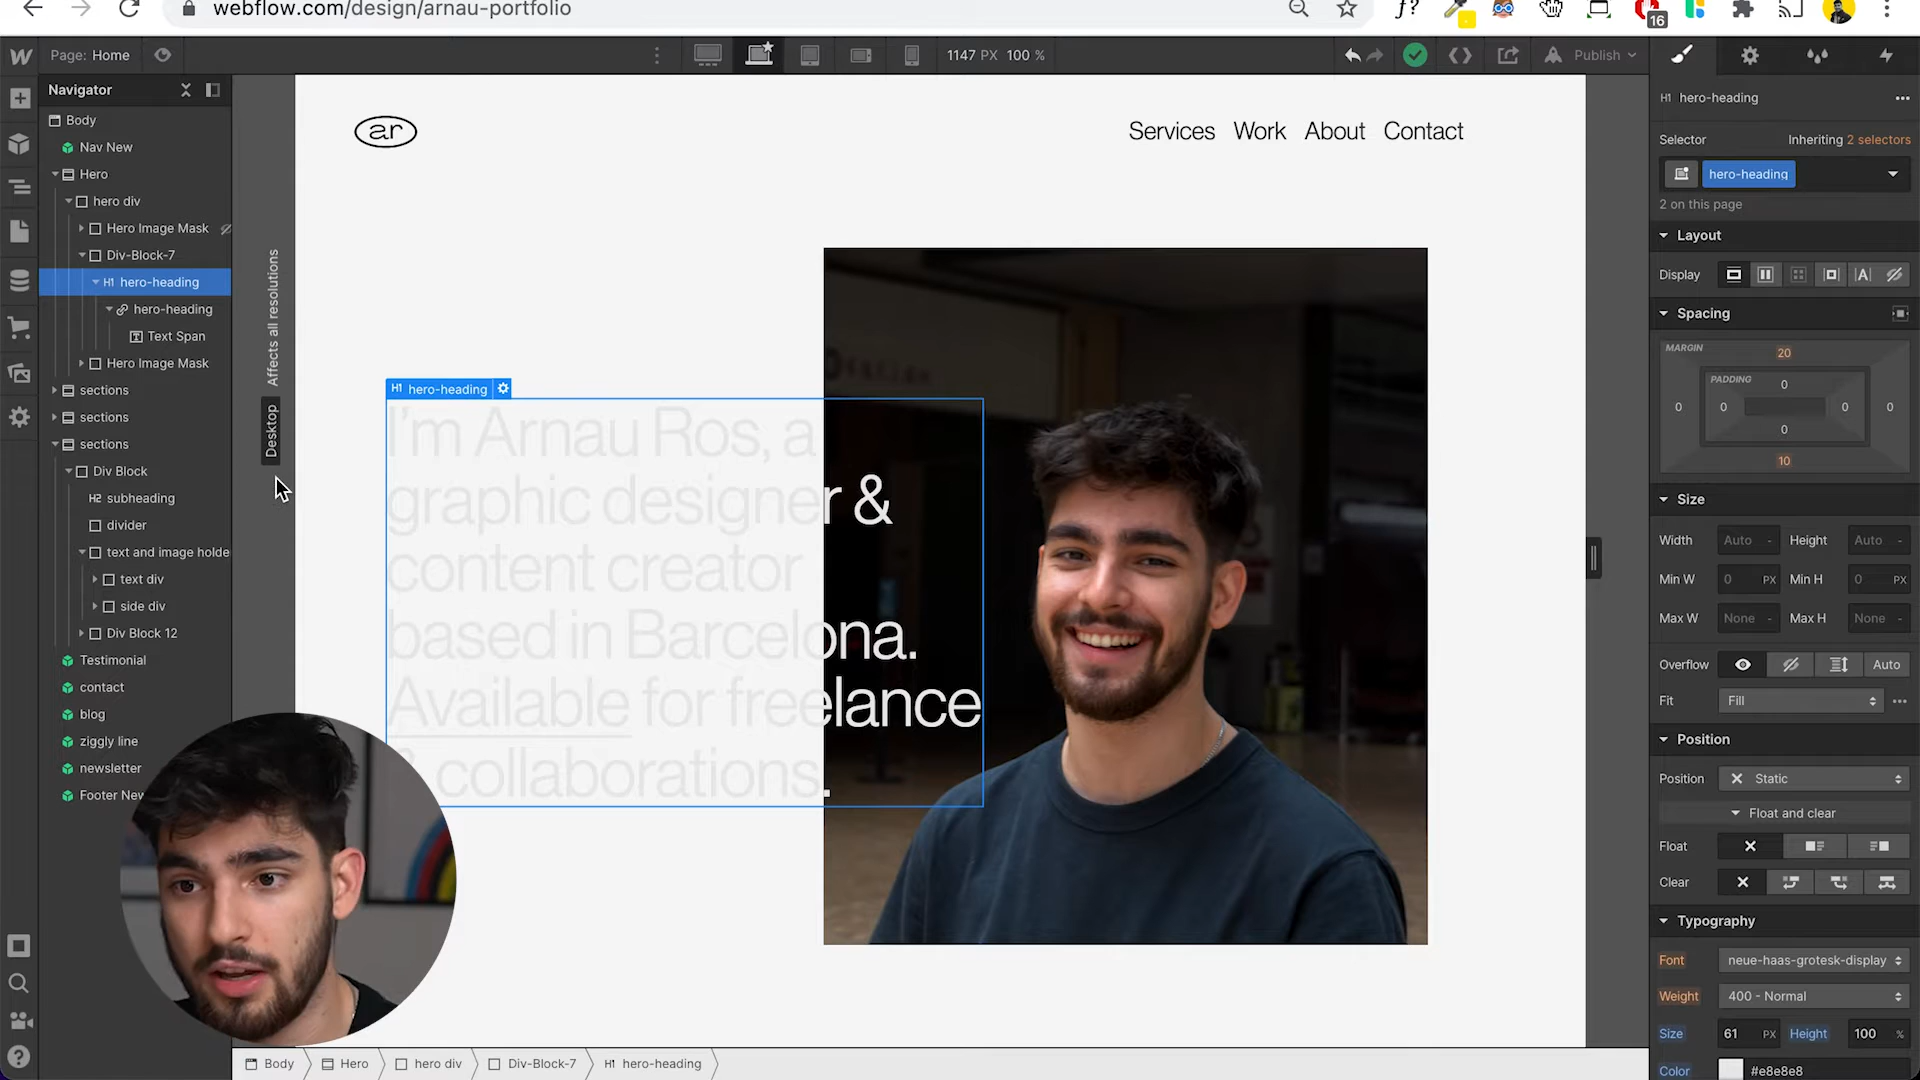 webflow.com/design/arnau-portfolio
ƒ?
16
Page: Home
1147 PX 100 %
Publish
Navigator
Body
Nav New
Hero
hero div
Hero Image Mask
Div-Block-7
H1 hero-heading
hero-heading
Text Span
Hero Image Mask
sections
sections
sections
Div Block
H2 subheading
divider
text and image holde
text div
side div
Div Block 12
Testimonial
contact
blog
ziggly line
newsletter
Footer New
Affects all resolutions
Desktop
ar
Services Work About Contact
H1 hero-heading
I'm Arnau Ros, a
graphic designer &
content creator
based in Barcelona.
Available for freelance
collaborations.
H1 hero-heading
Selector Inheriting 2 selectors
hero-heading
2 on this page
Layout
Display
Spacing
MARGIN
20
PADDING
0
0 0 0 0
0
10
Size
Width Auto - Height Auto -
Min W 0 PX Min H 0 PX
Max W None - Max H None -
Overflow Auto
Fit Fill
Position
Position Static
Float and clear
Float
Clear
Typography
Font neue-haas-grotesk-display
Weight 400 - Normal
Size 61 PX Height 100 %
Color #e8e8e8
Body Hero hero div Div-Block-7 H1 hero-heading